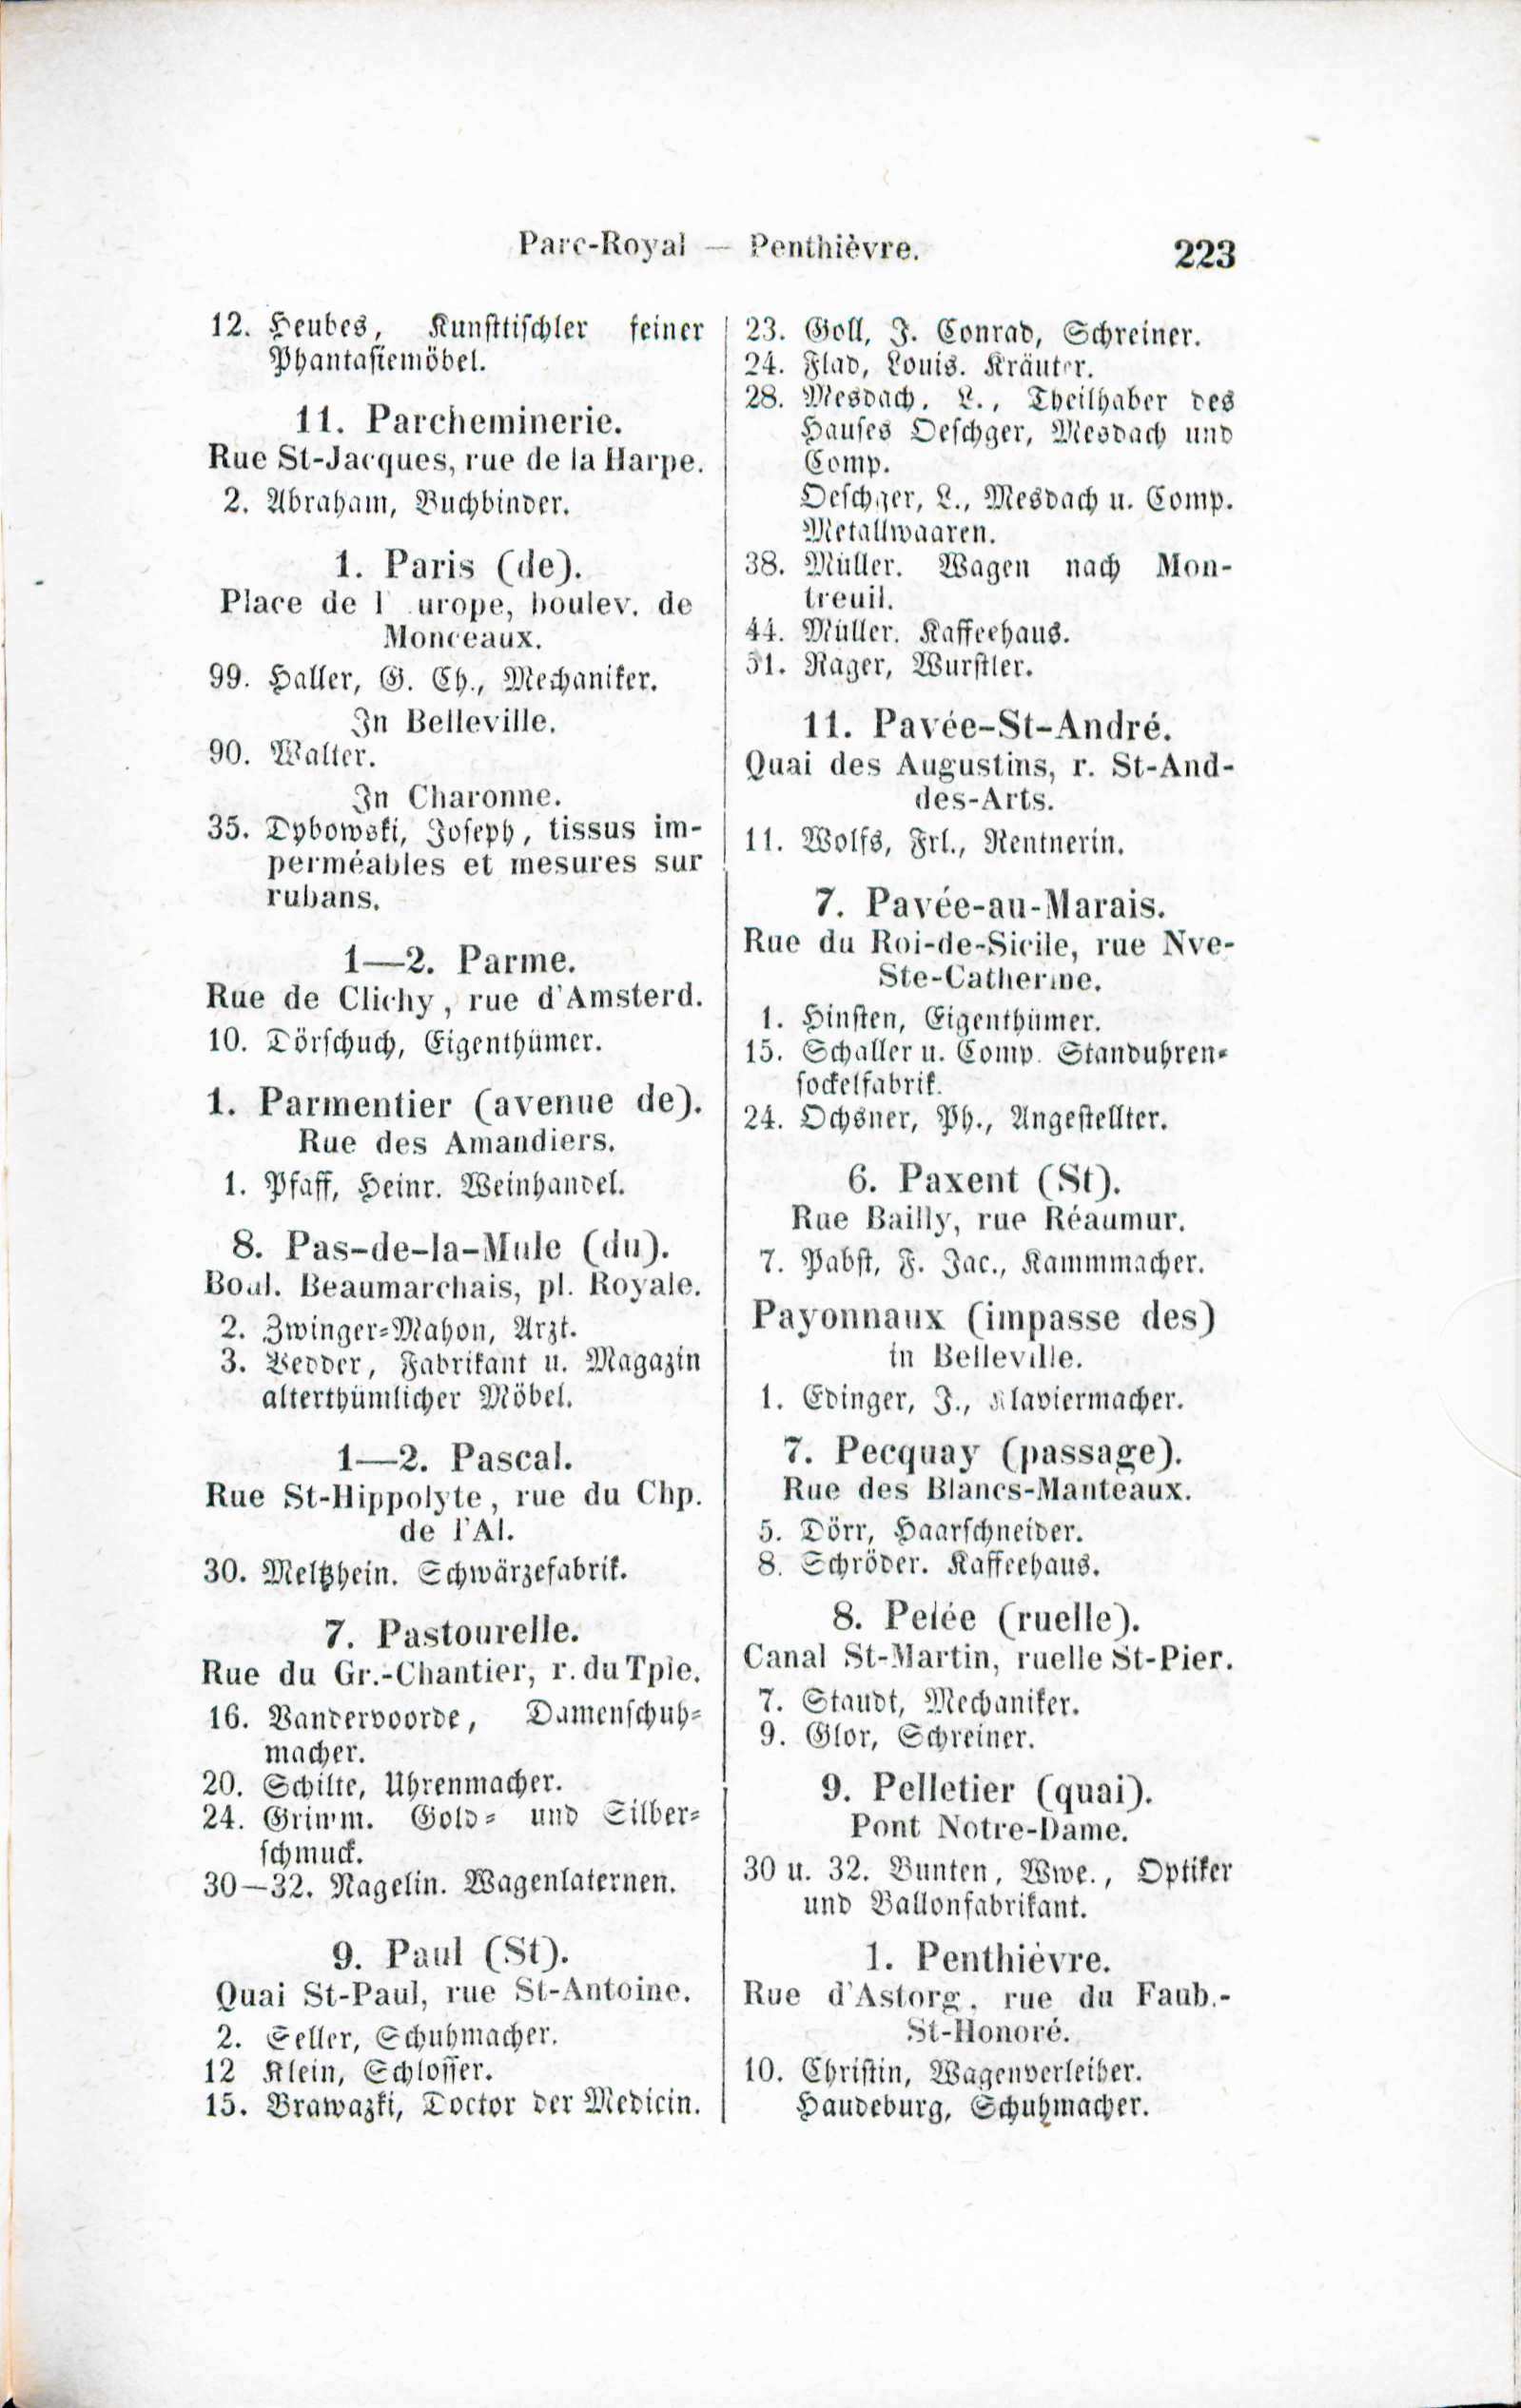 Parc-Royal — Penthièvre.
223
12. Heubes, Kunsttischler feiner
Phantasiemöbel.
11. Parcheminerie.
Rue St-Jacques, rue de la Harpe.
2. Abraham, Buchbinder.
1. Paris (de).
Place de l urope, boulev. de
Monceaux.
99. Haller, G. Ch., Mechaniker.
In Belleville.
90. Walter.
In Charonne.
35. Dybowski, Joseph, tissus im-
perméables et mesures sur
rubans.
1—2. Parme.
Rue de Clichy, rue d'Amsterd.
10. Dörschuch, Eigenthümer.
1. Parmentier (avenue de).
Rue des Amandiers.
1. Pfaff, Heinr. Weinhandel.
8. Pas-de-la-Mule (du).
Boul. Beaumarchais, pl. Royale.
2. Zwinger-Mahon, Arzt.
3. Vedder, Fabrikant u. Magazin
alterthümlicher Möbel.
1—2. Pascal.
Rue St-Hippolyte, rue du Chp.
de l'Al.
30. Meltzhein. Schwärzefabrik.
7. Pastourelle.
Rue du Gr.-Chantier, r. du Tple.
16. Vandervoorde, Damenschuh-
macher.
20. Schilte, Uhrenmacher.
24. Grimm. Gold- und Silber-
schmuck.
30—32. Nagelin. Wagenlaternen.
9. Paul (St).
Quai St-Paul, rue St-Antoine.
2. Seller, Schuhmacher.
12 Klein, Schlosser.
15. Brawazki, Doctor der Medicin.
23. Goll, J. Conrad, Schreiner.
24. Flad, Louis. Kräuter.
28. Mesdach, L., Theilhaber des
Hauses Oeschger, Mesdach und
Comp.
Oeschger, L., Mesdach u. Comp.
Metallwaaren.
38. Müller. Wagen nach Mon-
treuil.
44. Müller. Kaffeehaus.
51. Rager, Wurstler.
11. Pavée-St-André.
Quai des Augustins, r. St-And-
des-Arts.
11. Wolfs, Frl., Rentnerin.
7. Pavée-au-Marais.
Rue du Roi-de-Sicile, rue Nve-
Ste-Catherine.
1. Hinsten, Eigenthümer.
15. Schaller u. Comp. Standuhren-
sockelfabrik.
24. Ochsner, Ph., Angestellter.
6. Paxent (St).
Rue Bailly, rue Réaumur.
7. Pabst, F. Jac., Kammmacher.
Payonnaux (impasse des)
in Belleville.
1. Edinger, J., Klaviermacher.
7. Pecquay (passage).
Rue des Blancs-Manteaux.
5. Dörr, Haarschneider.
8. Schröder. Kaffeehaus.
8. Pelée (ruelle).
Canal St-Martin, ruelle St-Pier.
7. Staudt, Mechaniker.
9. Glor, Schreiner.
9. Pelletier (quai).
Pont Notre-Dame.
30 u. 32. Bunten, Wwe., Optiker
und Ballonfabrikant.
1. Penthièvre.
Rue d'Astorg, rue du Faub.-
St-Honoré.
10. Christin, Wagenverleiher.
Haudeburg, Schuhmacher.